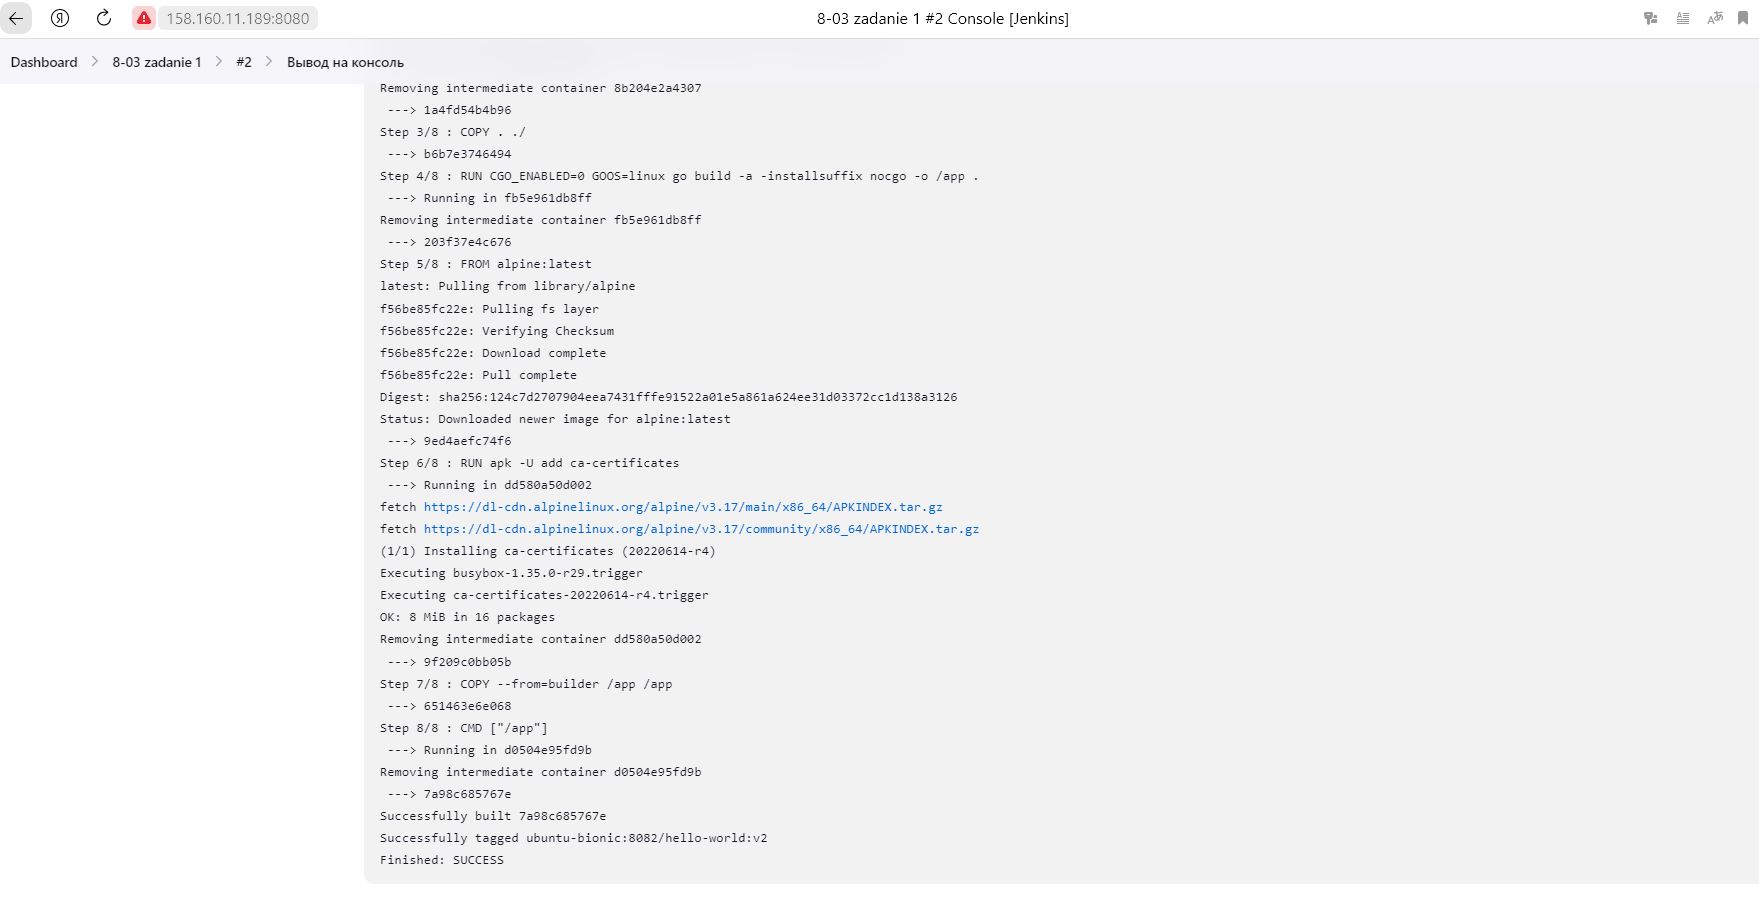 158.160.11.189:8080
8-03 zadanie 1 #2 Console [Jenkins]
Dashboard > 8-03 zadanie 1 > #2 > Вывод на консоль
Removing intermediate container 8b204e2a4307
 ---> 1a4fd54b4b96
Step 3/8 : COPY . ./
 ---> b6b7e3746494
Step 4/8 : RUN CGO_ENABLED=0 GOOS=linux go build -a -installsuffix nocgo -o /app .
 ---> Running in fb5e961db8ff
Removing intermediate container fb5e961db8ff
 ---> 203f37e4c676
Step 5/8 : FROM alpine:latest
latest: Pulling from library/alpine
f56be85fc22e: Pulling fs layer
f56be85fc22e: Verifying Checksum
f56be85fc22e: Download complete
f56be85fc22e: Pull complete
Digest: sha256:124c7d2707904eea7431fffe91522a01e5a861a624ee31d03372cc1d138a3126
Status: Downloaded newer image for alpine:latest
 ---> 9ed4aefc74f6
Step 6/8 : RUN apk -U add ca-certificates
 ---> Running in dd580a50d002
fetch https://dl-cdn.alpinelinux.org/alpine/v3.17/main/x86_64/APKINDEX.tar.gz
fetch https://dl-cdn.alpinelinux.org/alpine/v3.17/community/x86_64/APKINDEX.tar.gz
(1/1) Installing ca-certificates (20220614-r4)
Executing busybox-1.35.0-r29.trigger
Executing ca-certificates-20220614-r4.trigger
OK: 8 MiB in 16 packages
Removing intermediate container dd580a50d002
 ---> 9f209c0bb05b
Step 7/8 : COPY --from=builder /app /app
 ---> 651463e6e068
Step 8/8 : CMD ["/app"]
 ---> Running in d0504e95fd9b
Removing intermediate container d0504e95fd9b
 ---> 7a98c685767e
Successfully built 7a98c685767e
Successfully tagged ubuntu-bionic:8082/hello-world:v2
Finished: SUCCESS